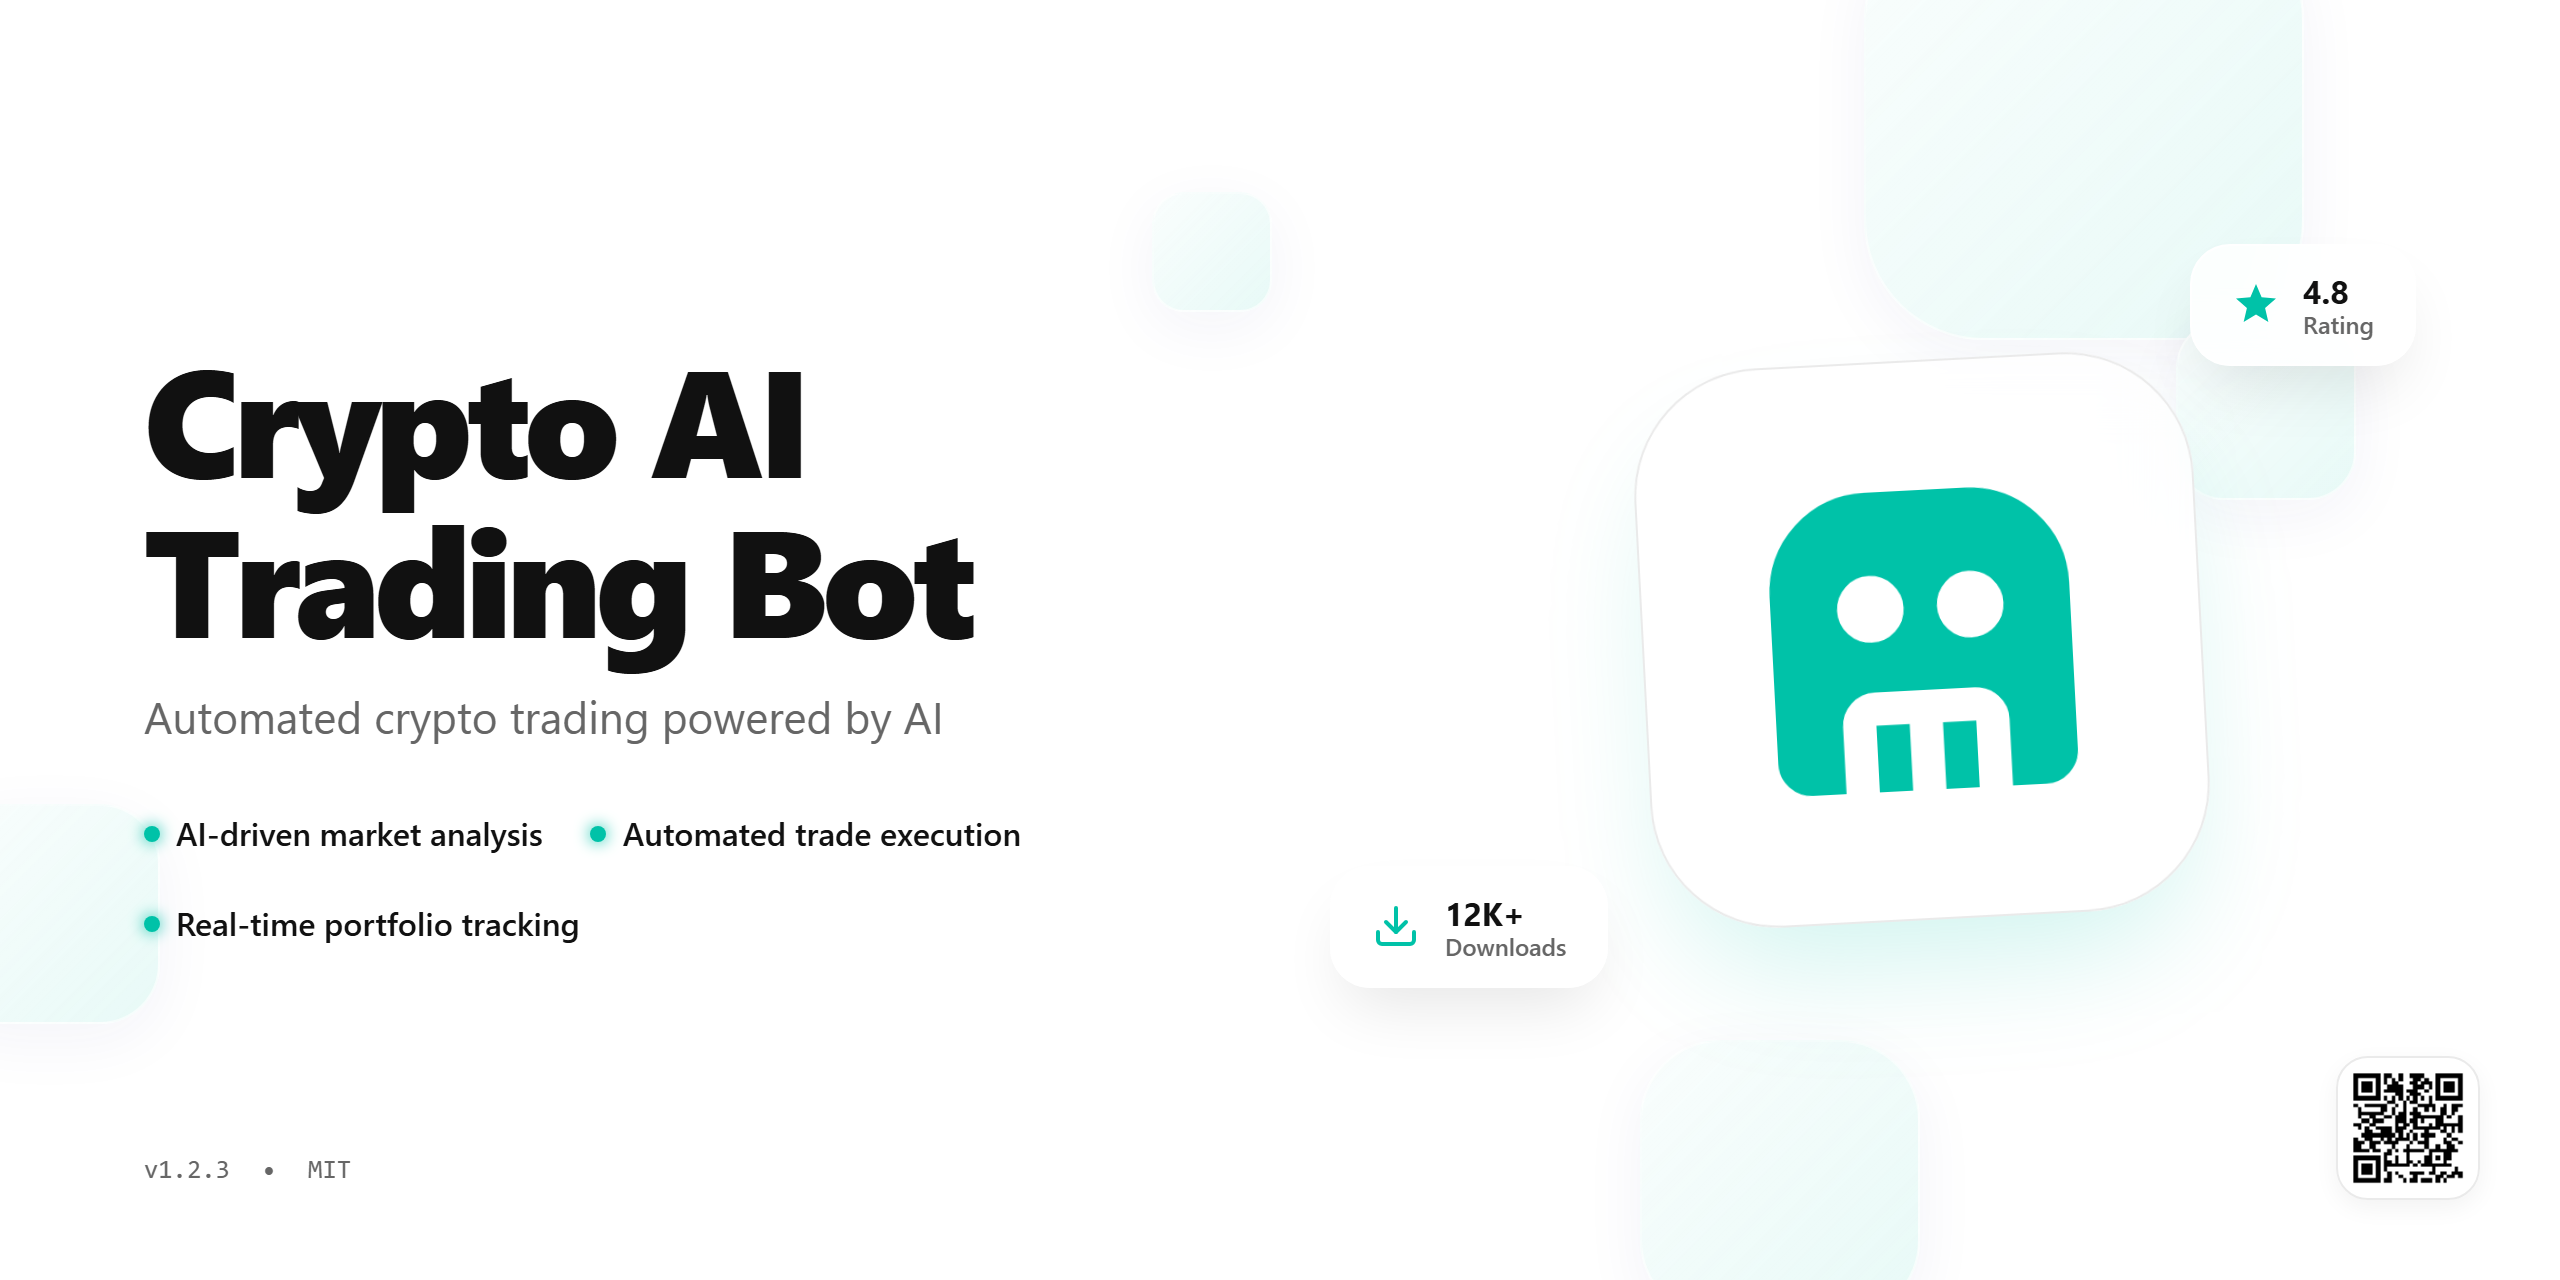 Crypto AI
Trading Bot
Automated crypto trading powered by AI
AI-driven market analysis
Automated trade execution
Real-time portfolio tracking
4.8
Rating
12K+
Downloads
v1.2.3 • MIT